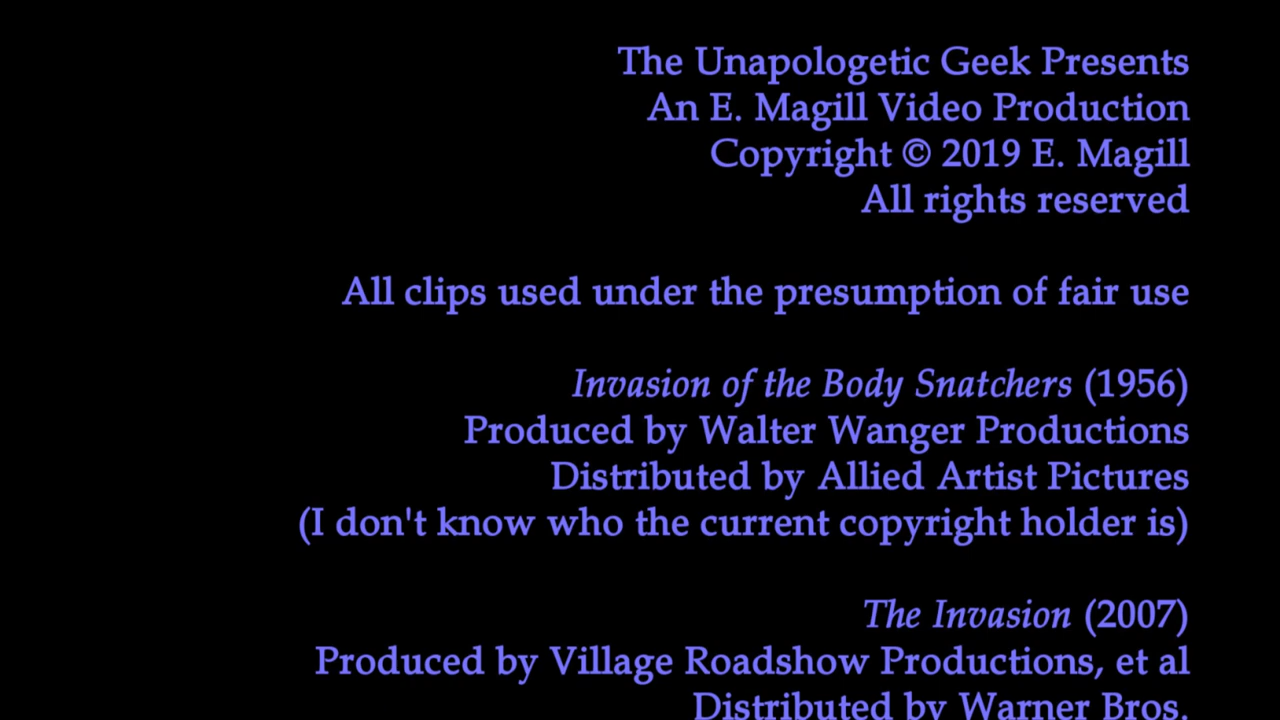 The Unapologetic Geek Presents
An E. Magill Video Production
Copyright © 2019 E. Magill
All rights reserved
All clips used under the presumption of fair use
Invasion of the Body Snatchers (1956)
Produced by Walter Wanger Productions
Distributed by Allied Artist Pictures
(I don't know who the current copyright holder is)
The Invasion (2007)
Produced by Village Roadshow Productions, et al
Distributed by Warner Bros.